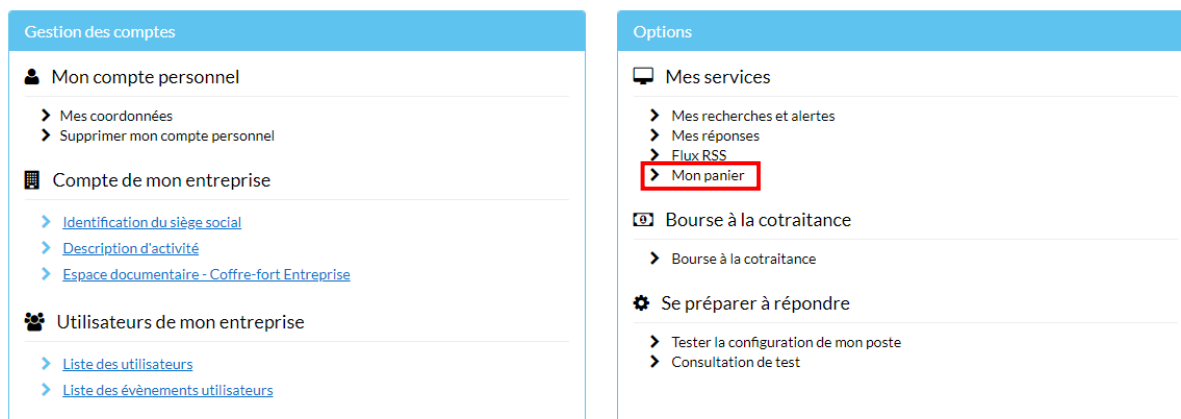 Gestion des comptes
Mon compte personnel
Mes coordonnées
Supprimer mon compte personnel
Compte de mon entreprise
Identification du siège social
Description d'activité
Espace documentaire - Coffre-fort Entreprise
Utilisateurs de mon entreprise
Liste des utilisateurs
Liste des évènements utilisateurs
Options
Mes services
Mes recherches et alertes
Mes réponses
Flux RSS
Mon panier
Bourse à la cotraitance
Bourse à la cotraitance
Se préparer à répondre
Tester la configuration de mon poste
Consultation de test